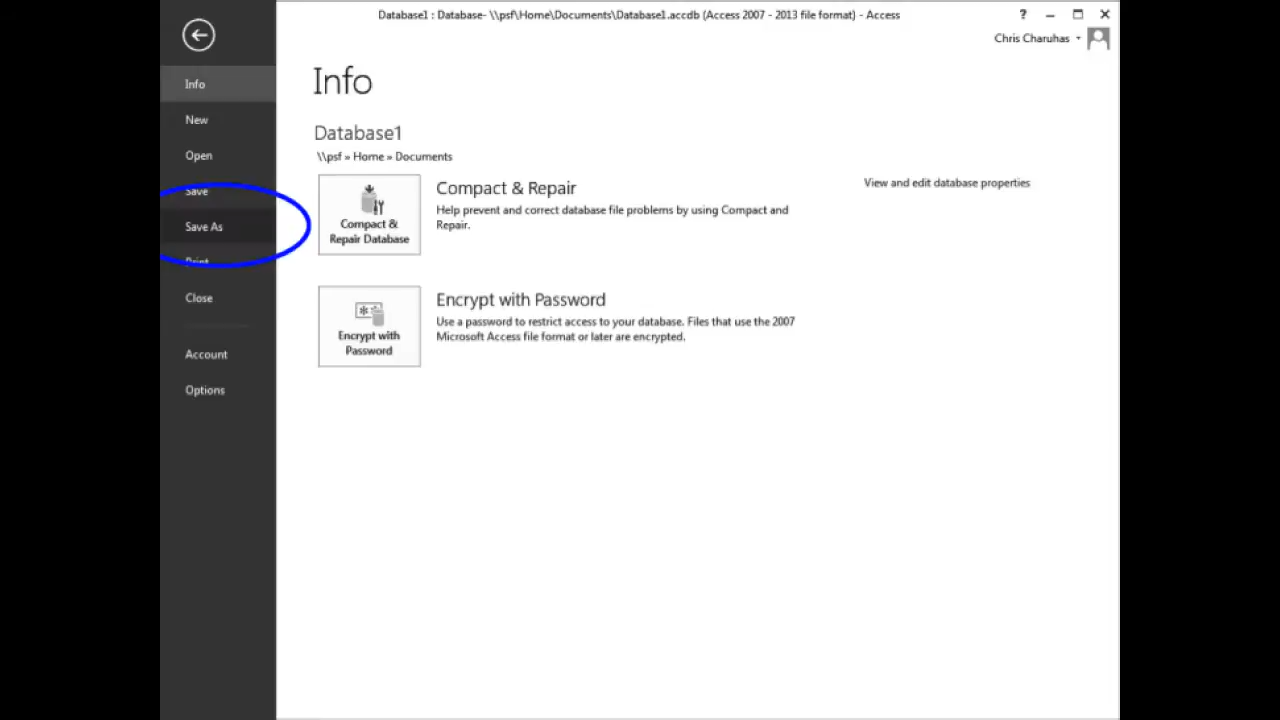 Database1 : Database- \\psf\Home\Documents\Database1.accdb (Access 2007 - 2013 file format) - Access
?
Chris Charuhas
Info
New
Open
Save
Save As
Print
Close
Account
Options
Info
Database1
\\psf » Home » Documents
Compact &
Repair Database
Compact & Repair
Help prevent and correct database file problems by using Compact and
Repair.
View and edit database properties
Encrypt with
Password
Encrypt with Password
Use a password to restrict access to your database. Files that use the 2007
Microsoft Access file format or later are encrypted.